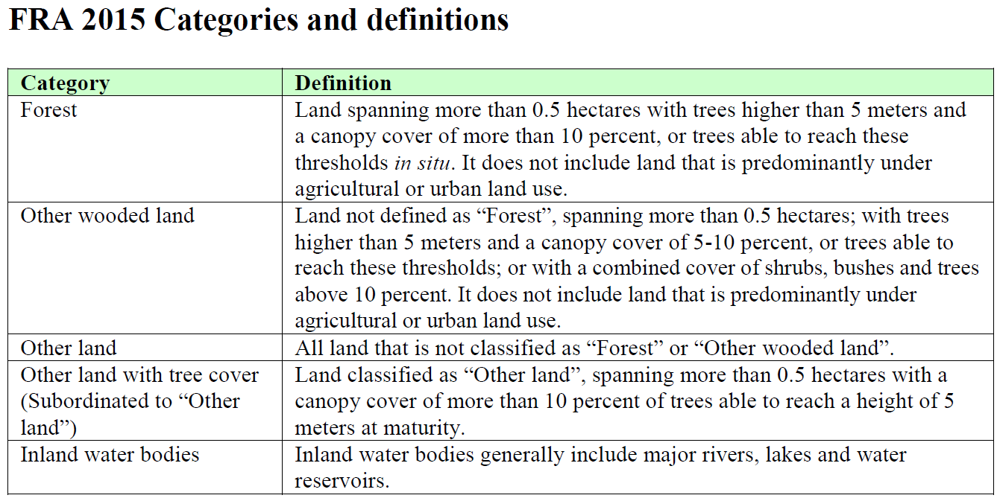 FRA 2015 Categories and definitions
Category
Definition
Forest
Land spanning more than 0.5 hectares with trees higher than 5 meters and
a canopy cover of more than 10 percent, or trees able to reach these
thresholds in situ. It does not include land that is predominantly under
agricultural or urban land use.
Other wooded land
Land not defined as “Forest”, spanning more than 0.5 hectares; with trees
higher than 5 meters and a canopy cover of 5-10 percent, or trees able to
reach these thresholds; or with a combined cover of shrubs, bushes and trees
above 10 percent. It does not include land that is predominantly under
agricultural or urban land use.
Other land
All land that is not classified as “Forest” or “Other wooded land”.
Other land with tree cover
(Subordinated to “Other
land”)
Land classified as “Other land”, spanning more than 0.5 hectares with a
canopy cover of more than 10 percent of trees able to reach a height of 5
meters at maturity.
Inland water bodies
Inland water bodies generally include major rivers, lakes and water
reservoirs.